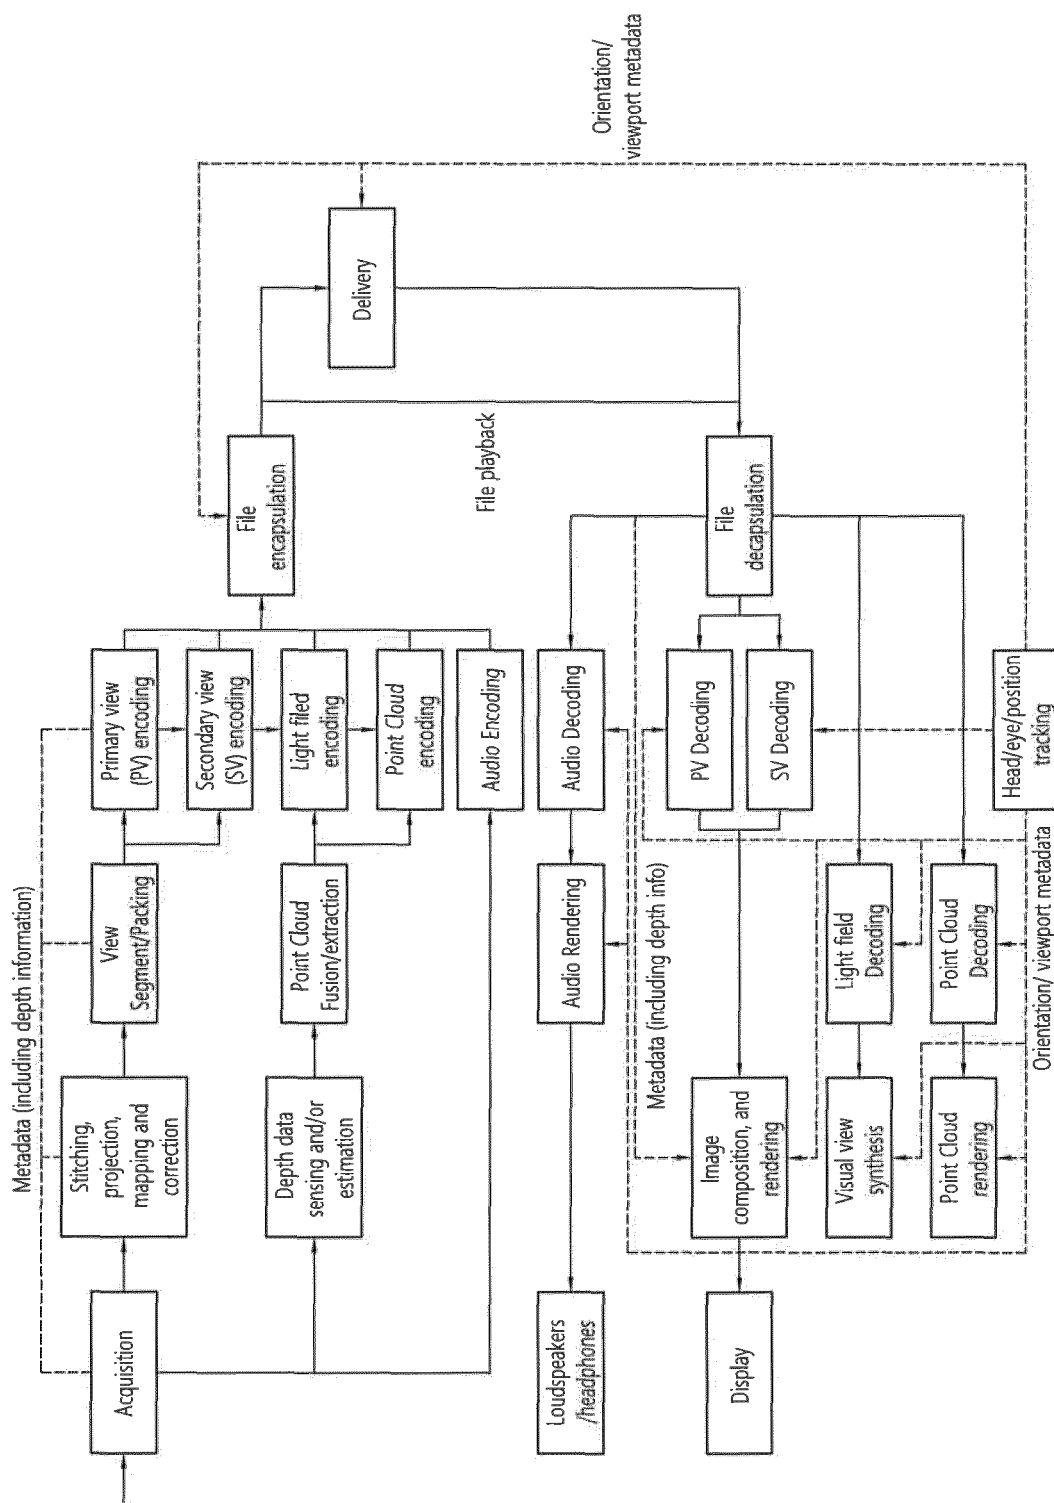 Metadata (including depth information)
Acquisition
Stitching,
projection,
mapping and
correction
View
Segment/Packing
Primary view
(PV) encoding
Secondary view
(SV) encoding
Depth data
sensing and/or
estimation
Point Cloud
Fusion/extraction
Light filed
encoding
Point Cloud
encoding
Audio Encoding
File
encapsulation
Delivery
Orientation/
viewport metadata
File playback
Loudspeakers
/headphones
Audio Rendering
Audio Decoding
Metadata (including depth info)
Display
Image
composition, and
rendering
PV Decoding
SV Decoding
File
decapsulation
Visual view
synthesis
Light field
Decoding
Point Cloud
rendering
Point Cloud
Decoding
Head/eye/position
tracking
Orientation/ viewport metadata